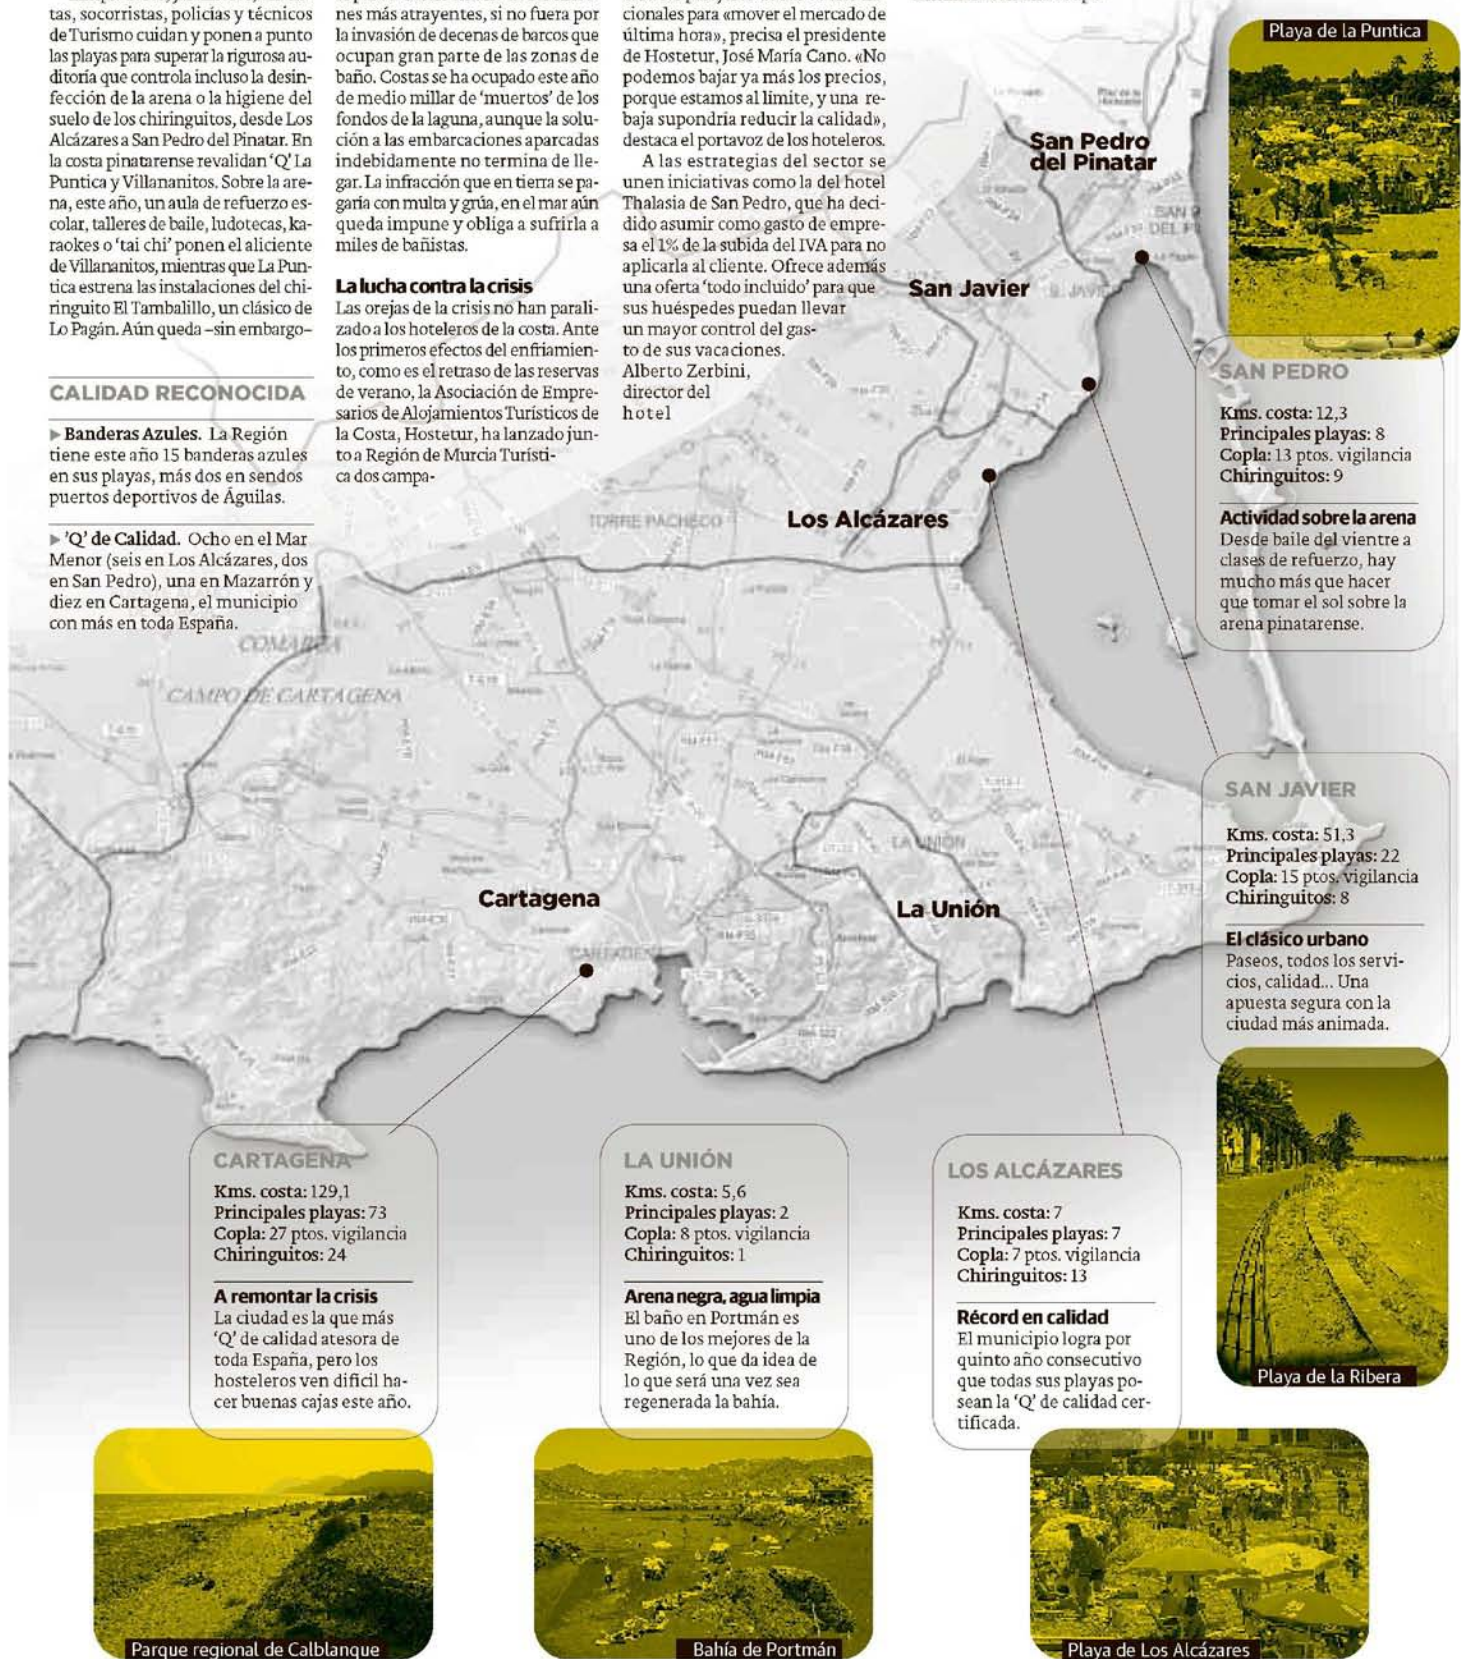 tas, socorristas, policías y técnicos
de Turismo cuidan y ponen a punto
las playas para superar la rigurosa au-
ditoría que controla incluso la desin-
fección de la arena o la higiene del
suelo de los chiringuitos, desde Los
Alcázares a San Pedro del Pinatar. En
la costa pinatarense revalidan ‘Q’ La
Puntica y Villananitos. Sobre la are-
na, este año, un aula de refuerzo es-
colar, talleres de baile, ludotecas, ka-
raokes o ‘tai chi’ ponen el aliciente
de Villananitos, mientras que La Pun-
tica estrena las instalaciones del chi-
ringuito El Tambalillo, un clásico de
Lo Pagán. Aún queda –sin embargo–
CALIDAD RECONOCIDA
▶ Banderas Azules. La Región
tiene este año 15 banderas azules
en sus playas, más dos en sendos
puertos deportivos de Águilas.
▶ ’Q’ de Calidad. Ocho en el Mar
Menor (seis en Los Alcázares, dos
en San Pedro), una en Mazarrón y
diez en Cartagena, el municipio
con más en toda España.
nes más atrayentes, si no fuera por
la invasión de decenas de barcos que
ocupan gran parte de las zonas de
baño. Costas se ha ocupado este año
de medio millar de ‘muertos’ de los
fondos de la laguna, aunque la solu-
ción a las embarcaciones aparcadas
indebidamente no termina de lle-
gar. La infracción que en tierra se pa-
garía con multa y grúa, en el mar aún
queda impune y obliga a sufrirla a
miles de bañistas.
La lucha contra la crisis
Las orejas de la crisis no han parali-
zado a los hoteleros de la costa. Ante
los primeros efectos del enfriamien-
to, como es el retraso de las reservas
de verano, la Asociación de Empre-
sarios de Alojamientos Turísticos de
la Costa, Hostetur, ha lanzado jun-
to a Región de Murcia Turísti-
ca dos campa-
cionales para «mover el mercado de
última hora», precisa el presidente
de Hostetur, José María Cano. «No
podemos bajar ya más los precios,
porque estamos al límite, y una re-
baja supondría reducir la calidad»,
destaca el portavoz de los hoteleros.
A las estrategias del sector se
unen iniciativas como la del hotel
Thalasia de San Pedro, que ha deci-
dido asumir como gasto de empre-
sa el 1% de la subida del IVA para no
aplicarla al cliente. Ofrece además
una oferta ‘todo incluido’ para que
sus huéspedes puedan llevar
un mayor control del gas-
to de sus vacaciones.
Alberto Zerbini,
director del
hotel
Playa de la Puntica
San Pedro
del Pinatar
San Javier
Los Alcázares
TORRE PACHECO
COMARCA
CAMPO DE CARTAGENA
LA UNIÓN
Cartagena
La Unión
CARTAGENA
SAN PEDRO
Kms. costa: 12,3
Principales playas: 8
Copla: 13 ptos. vigilancia
Chiringuitos: 9
Actividad sobre la arena
Desde baile del vientre a
clases de refuerzo, hay
mucho más que hacer
que tomar el sol sobre la
arena pinatarense.
SAN JAVIER
Kms. costa: 51,3
Principales playas: 22
Copla: 15 ptos. vigilancia
Chiringuitos: 8
El clásico urbano
Paseos, todos los servi-
cios, calidad... Una
apuesta segura con la
ciudad más animada.
Playa de la Ribera
CARTAGENA
Kms. costa: 129,1
Principales playas: 73
Copla: 27 ptos. vigilancia
Chiringuitos: 24
A remontar la crisis
La ciudad es la que más
‘Q’ de calidad atesora de
toda España, pero los
hosteleros ven difícil ha-
cer buenas cajas este año.
Parque regional de Calblanque
LA UNIÓN
Kms. costa: 5,6
Principales playas: 2
Copla: 8 ptos. vigilancia
Chiringuitos: 1
Arena negra, agua limpia
El baño en Portmán es
uno de los mejores de la
Región, lo que da idea de
lo que será una vez sea
regenerada la bahía.
Bahía de Portmán
LOS ALCÁZARES
Kms. costa: 7
Principales playas: 7
Copla: 7 ptos. vigilancia
Chiringuitos: 13
Récord en calidad
El municipio logra por
quinto año consecutivo
que todas sus playas po-
sean la ‘Q’ de calidad cer-
tificada.
Playa de Los Alcázares